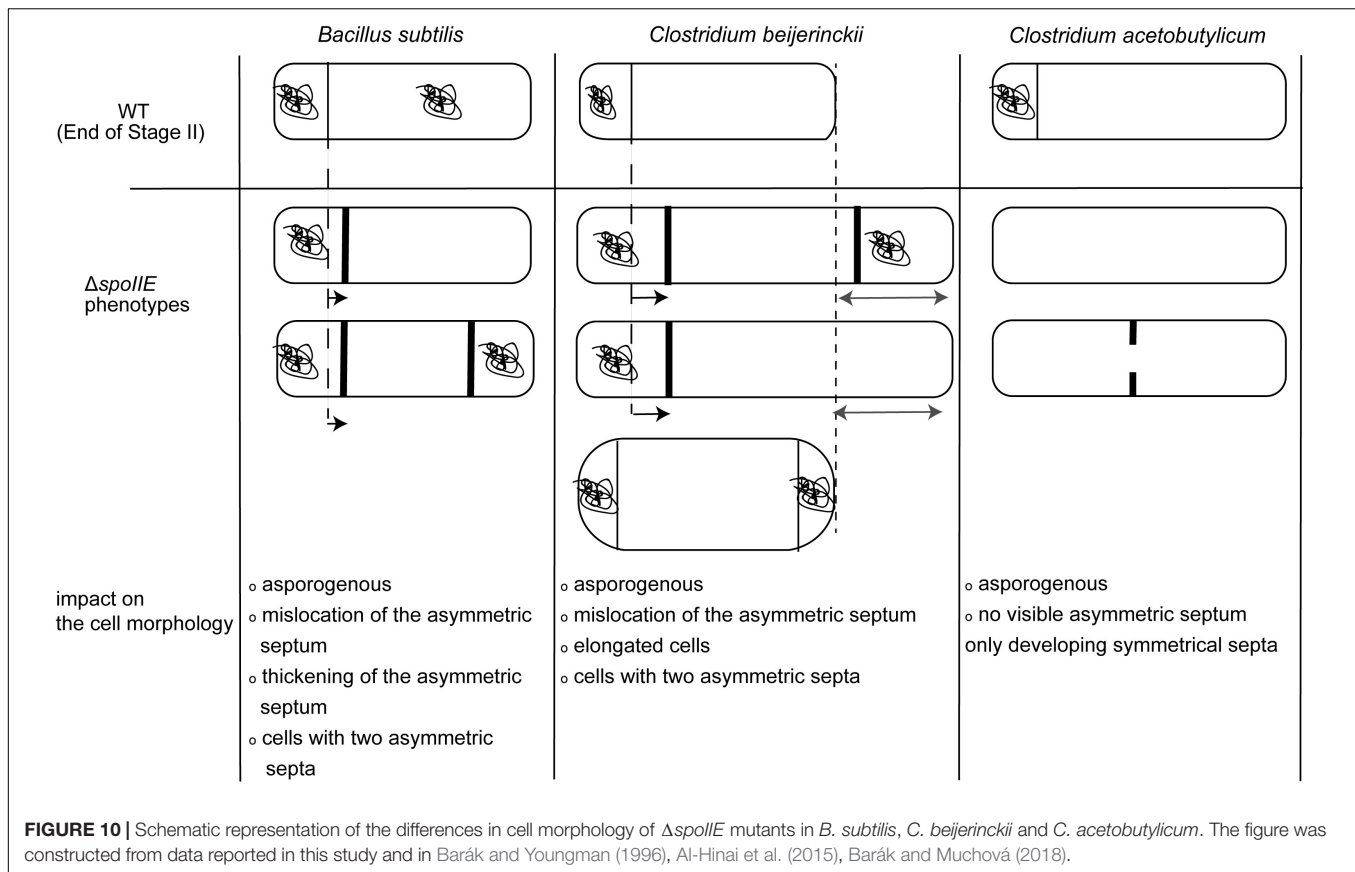 Bacillus subtilis
Clostridium beijerinckii
Clostridium acetobutylicum
WT
(End of Stage II)
ΔspoIIE
phenotypes
impact on
the cell morphology
o asporogenous
o mislocation of the asymmetric
septum
o thickening of the asymmetric
septum
o cells with two asymmetric
septa
o asporogenous
o mislocation of the asymmetric septum
o elongated cells
o cells with two asymmetric septa
o asporogenous
o no visible asymmetric septum
only developing symmetrical septa
FIGURE 10 | Schematic representation of the differences in cell morphology of ΔspoIIE mutants in B. subtilis, C. beijerinckii and C. acetobutylicum. The figure was
constructed from data reported in this study and in Barák and Youngman (1996), Al-Hinai et al. (2015), Barák and Muchová (2018).